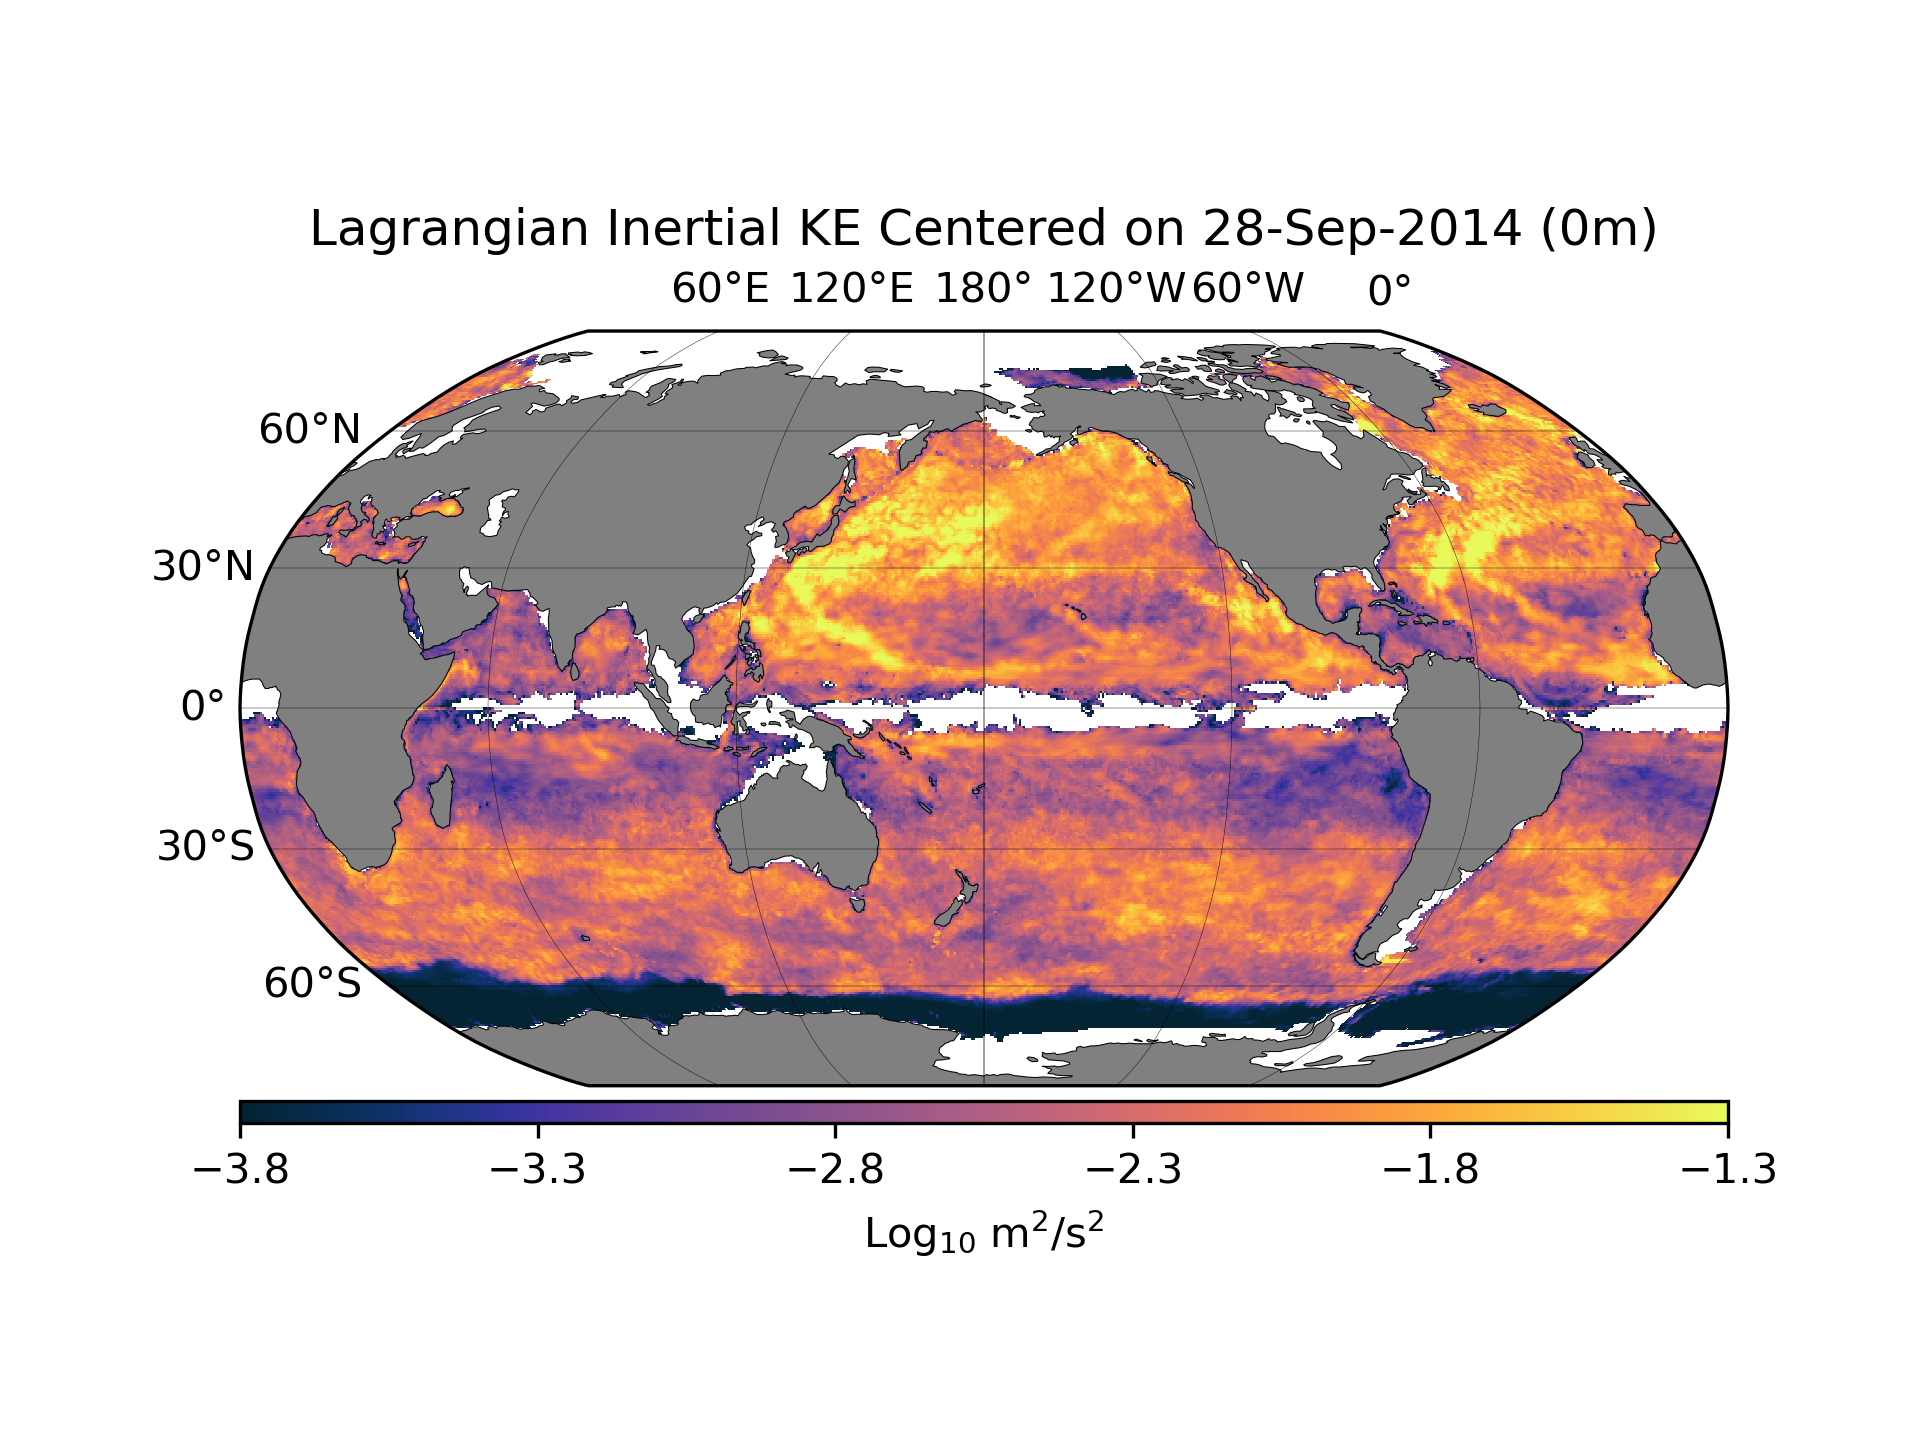 Lagrangian Inertial KE Centered on 28-Sep-2014 (0m)
60°E 120°E 180° 120°W 60°W 0°
60°N
30°N
0°
30°S
60°S
−3.8 −3.3 −2.8 −2.3 −1.8 −1.3
Log₁₀ m²/s²